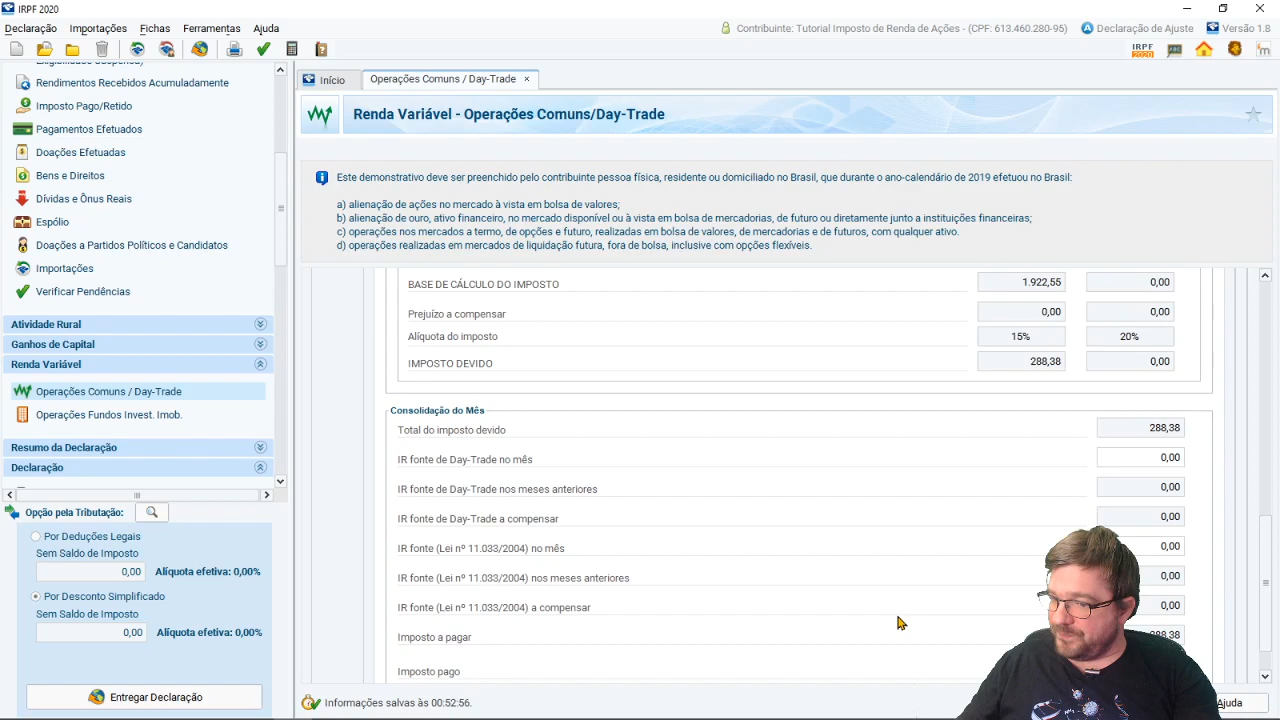 IRPF 2020
Declaração Importações Fichas Ferramentas Ajuda
Contribuinte: Tutorial Imposto de Renda de Ações - (CPF: 613.460.280-95)
Declaração de Ajuste
Versão 1.8
IRPF
2020
Rendimentos Recebidos Acumuladamente
Imposto Pago/Retido
Pagamentos Efetuados
Doações Efetuadas
Bens e Direitos
Dívidas e Ônus Reais
Espólio
Doações a Partidos Políticos e Candidatos
Importações
Verificar Pendências
Atividade Rural
Ganhos de Capital
Renda Variável
Operações Comuns / Day-Trade
Operações Fundos Invest. Imob.
Resumo da Declaração
Declaração
Opção pela Tributação:
Por Deduções Legais
Sem Saldo de Imposto
0,00 Alíquota efetiva: 0,00%
Por Desconto Simplificado
Sem Saldo de Imposto
0,00 Alíquota efetiva: 0,00%
Entregar Declaração
Início
Operações Comuns / Day-Trade ×
Renda Variável - Operações Comuns/Day-Trade
Este demonstrativo deve ser preenchido pelo contribuinte pessoa física, residente ou domiciliado no Brasil, que durante o ano-calendário de 2019 efetuou no Brasil:
a) alienação de ações no mercado à vista em bolsa de valores;
b) alienação de ouro, ativo financeiro, no mercado disponível ou à vista em bolsa de mercadorias, de futuro ou diretamente junto a instituições financeiras;
c) operações nos mercados a termo, de opções e futuro, realizadas em bolsa de valores, de mercadorias e de futuros, com qualquer ativo.
d) operações realizadas em mercados de liquidação futura, fora de bolsa, inclusive com opções flexíveis.
BASE DE CÁLCULO DO IMPOSTO 1.922,55 0,00
Prejuízo a compensar 0,00 0,00
Alíquota do imposto 15% 20%
IMPOSTO DEVIDO 288,38 0,00
Consolidação do Mês
Total do imposto devido 288,38
IR fonte de Day-Trade no mês 0,00
IR fonte de Day-Trade nos meses anteriores 0,00
IR fonte de Day-Trade a compensar 0,00
IR fonte (Lei nº 11.033/2004) no mês 0,00
IR fonte (Lei nº 11.033/2004) nos meses anteriores 0,00
IR fonte (Lei nº 11.033/2004) a compensar 0,00
Imposto a pagar
Imposto pago
Informações salvas às 00:52:56.
Ajuda